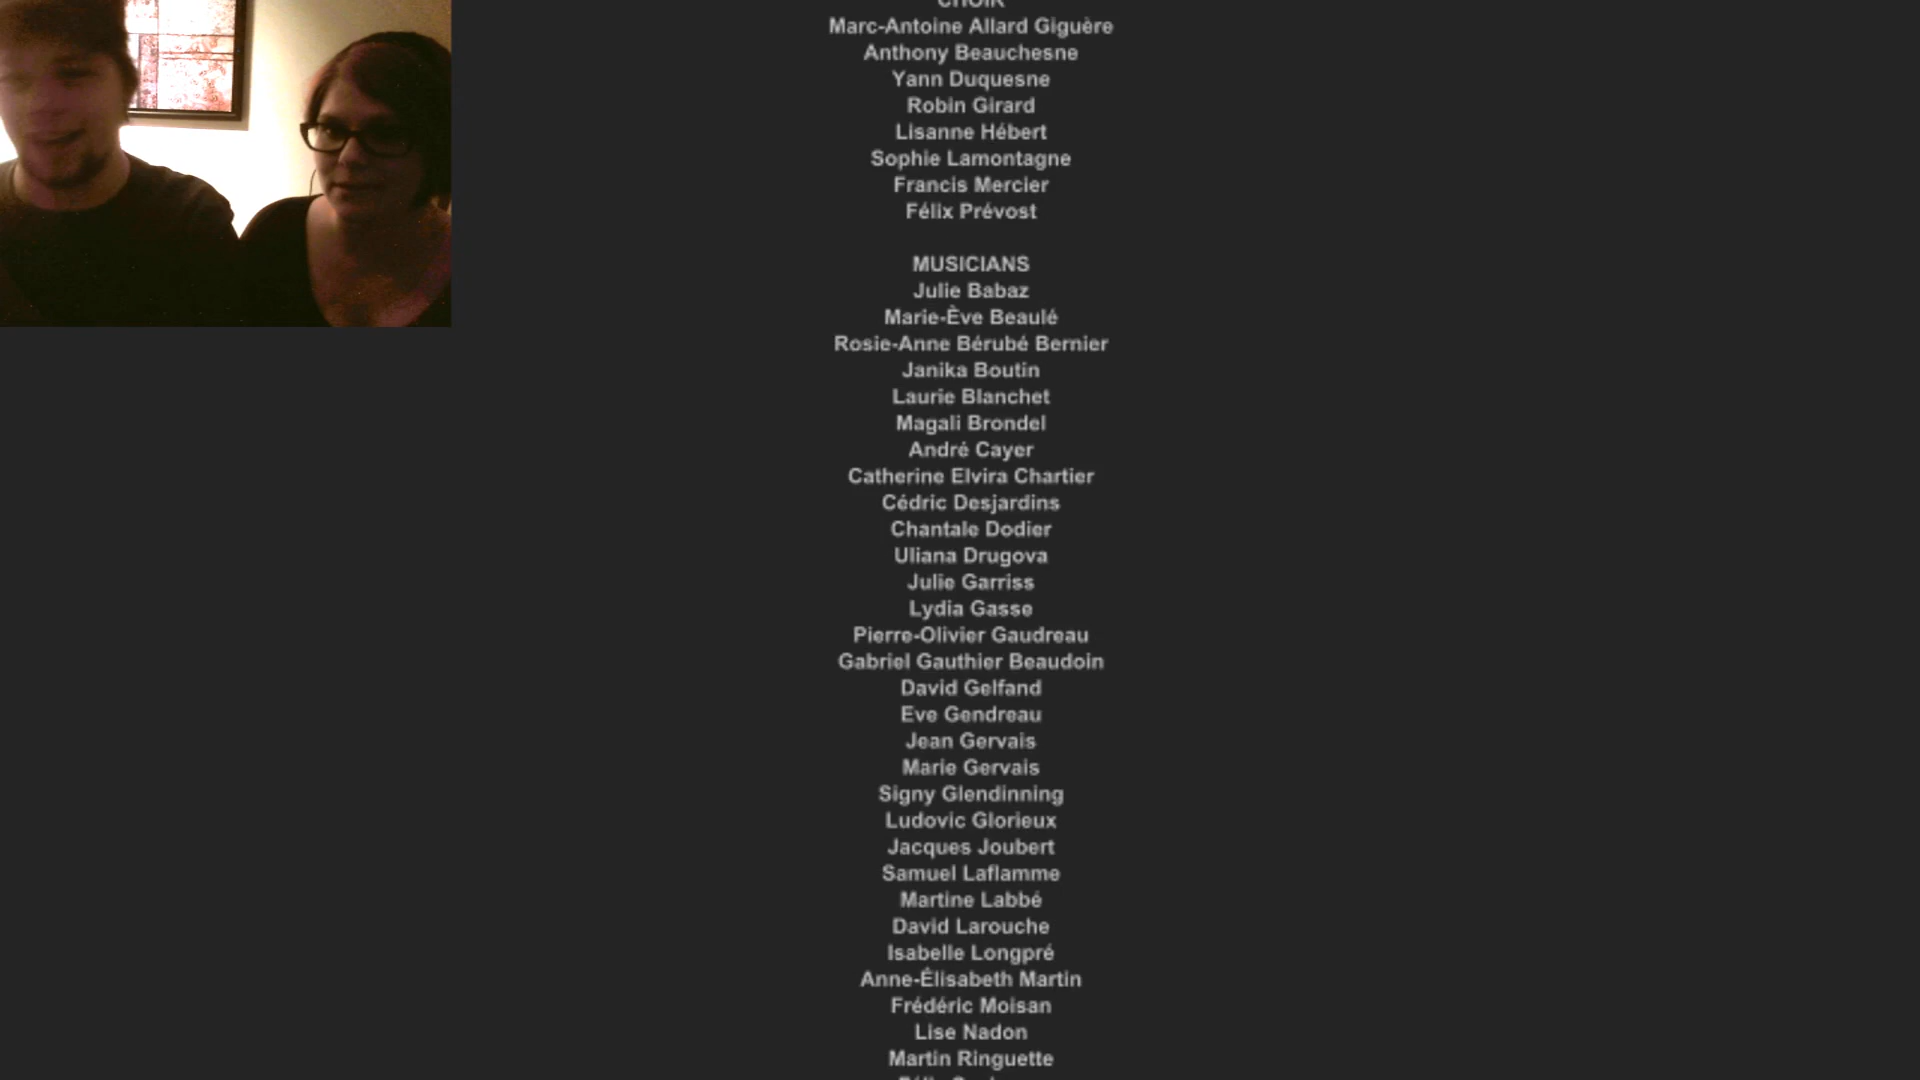 CHOIR
Marc-Antoine Allard Giguère
Anthony Beauchesne
Yann Duquesne
Robin Girard
Lisanne Hébert
Sophie Lamontagne
Francis Mercier
Félix Prévost
MUSICIANS
Julie Babaz
Marie-Ève Beaulé
Rosie-Anne Bérubé Bernier
Janika Boutin
Laurie Blanchet
Magali Brondel
André Cayer
Catherine Elvira Chartier
Cédric Desjardins
Chantale Dodier
Uliana Drugova
Julie Garriss
Lydia Gasse
Pierre-Olivier Gaudreau
Gabriel Gauthier Beaudoin
David Gelfand
Eve Gendreau
Jean Gervais
Marie Gervais
Signy Glendinning
Ludovic Glorieux
Jacques Joubert
Samuel Laflamme
Martine Labbé
David Larouche
Isabelle Longpré
Anne-Élisabeth Martin
Frédéric Moisan
Lise Nadon
Martin Ringuette